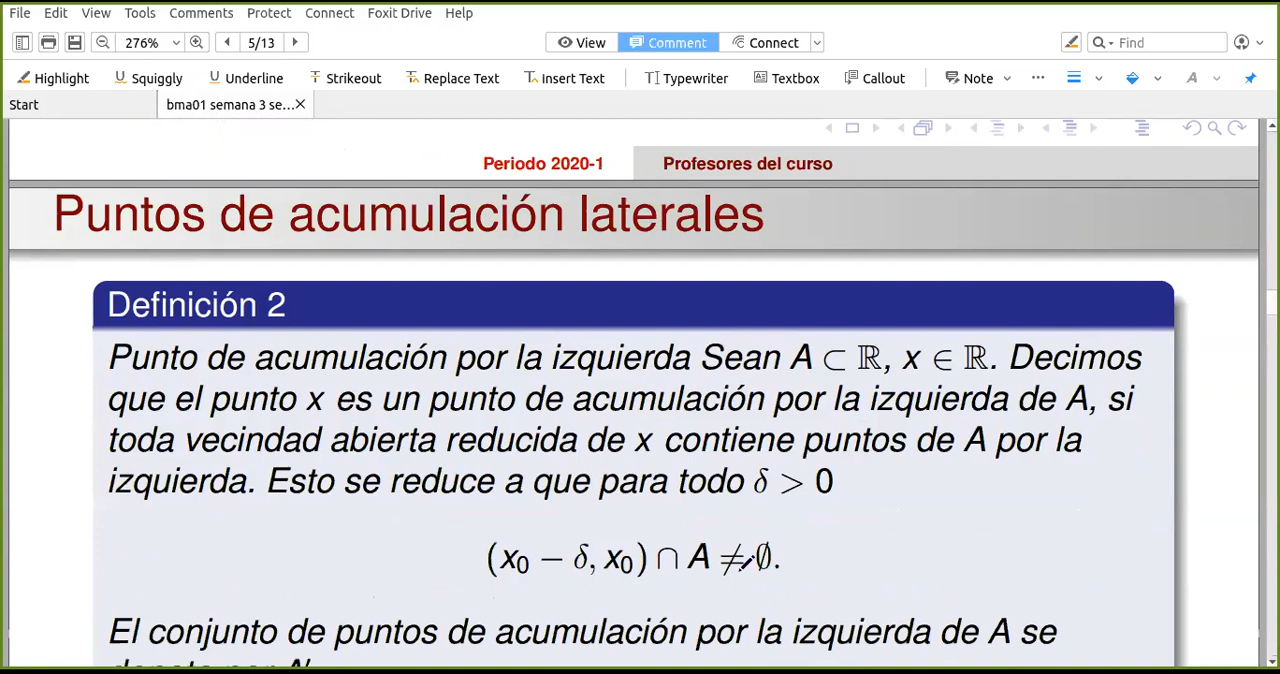 File Edit View Tools Comments Protect Connect Foxit Drive Help
276% 5/13 View Comment Connect Find
Highlight Squiggly Underline Strikeout Replace Text Insert Text Typewriter Textbox Callout Note
Start bma01 semana 3 se...
Periodo 2020-1 Profesores del curso
Puntos de acumulación laterales
Definición 2
Punto de acumulación por la izquierda Sean A ⊂ ℝ, x ∈ ℝ. Decimos
que el punto x es un punto de acumulación por la izquierda de A, si
toda vecindad abierta reducida de x contiene puntos de A por la
izquierda. Esto se reduce a que para todo δ > 0
(x₀ − δ, x₀) ∩ A ≠ ∅.
El conjunto de puntos de acumulación por la izquierda de A se